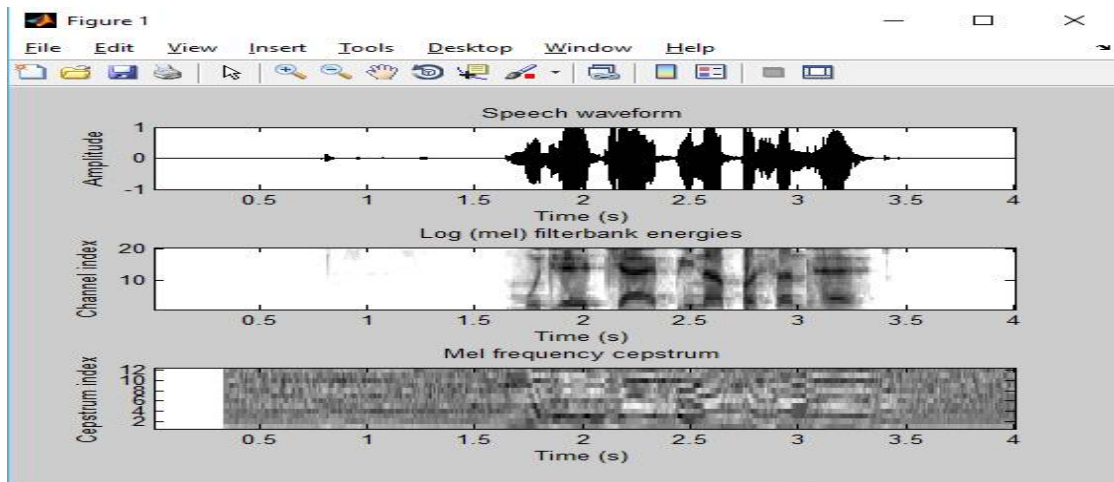 Figure 1
File Edit View Insert Tools Desktop Window Help
Speech waveform
Amplitude
1
0
-1
0.5 1 1.5 2 2.5 3 3.5 4
Time (s)
Log (mel) filterbank energies
Channel index
20
10
0.5 1 1.5 2 2.5 3 3.5 4
Time (s)
Mel frequency cepstrum
Cepstrum index
12
10
8
6
4
2
0.5 1 1.5 2 2.5 3 3.5 4
Time (s)